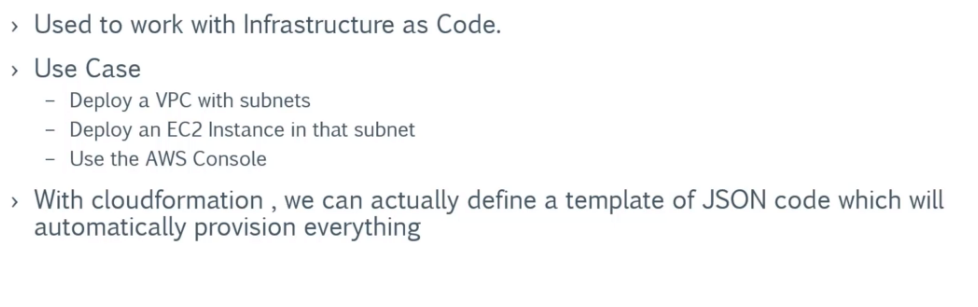 › Used to work with Infrastructure as Code.
› Use Case
– Deploy a VPC with subnets
– Deploy an EC2 Instance in that subnet
– Use the AWS Console
› With cloudformation , we can actually define a template of JSON code which will
automatically provision everything